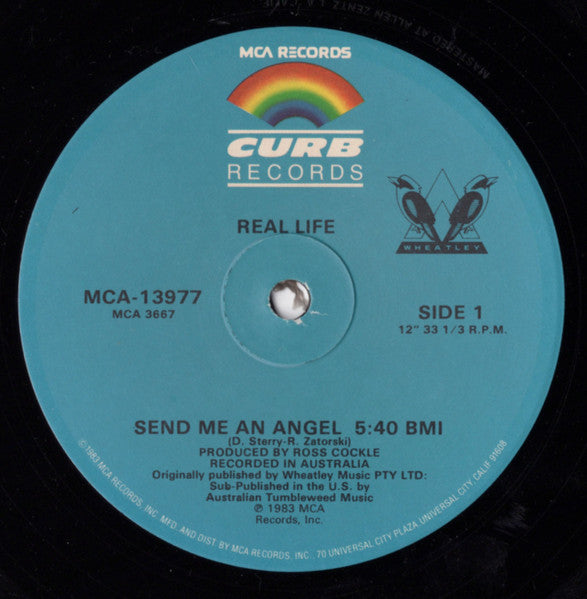 MASTERED AT ALLEN ZENTZ
MCA RECORDS
CURB
RECORDS
REAL LIFE
WHEATLEY
MCA-13977
MCA 3667
SIDE 1
12" 33 1/3 R.P.M.
SEND ME AN ANGEL 5:40 BMI
(D. Sterry-R. Zatorski)
PRODUCED BY ROSS COCKLE
RECORDED IN AUSTRALIA
Originally published by Wheatley Music PTY LTD:
Sub-Published in the U.S. by
Australian Tumbleweed Music
℗ 1983 MCA
Records, Inc.
©1983 MCA RECORDS, INC. MFD. AND DIST. BY MCA RECORDS, INC., 70 UNIVERSAL CITY PLAZA, UNIVERSAL CITY, CALIF. 91608